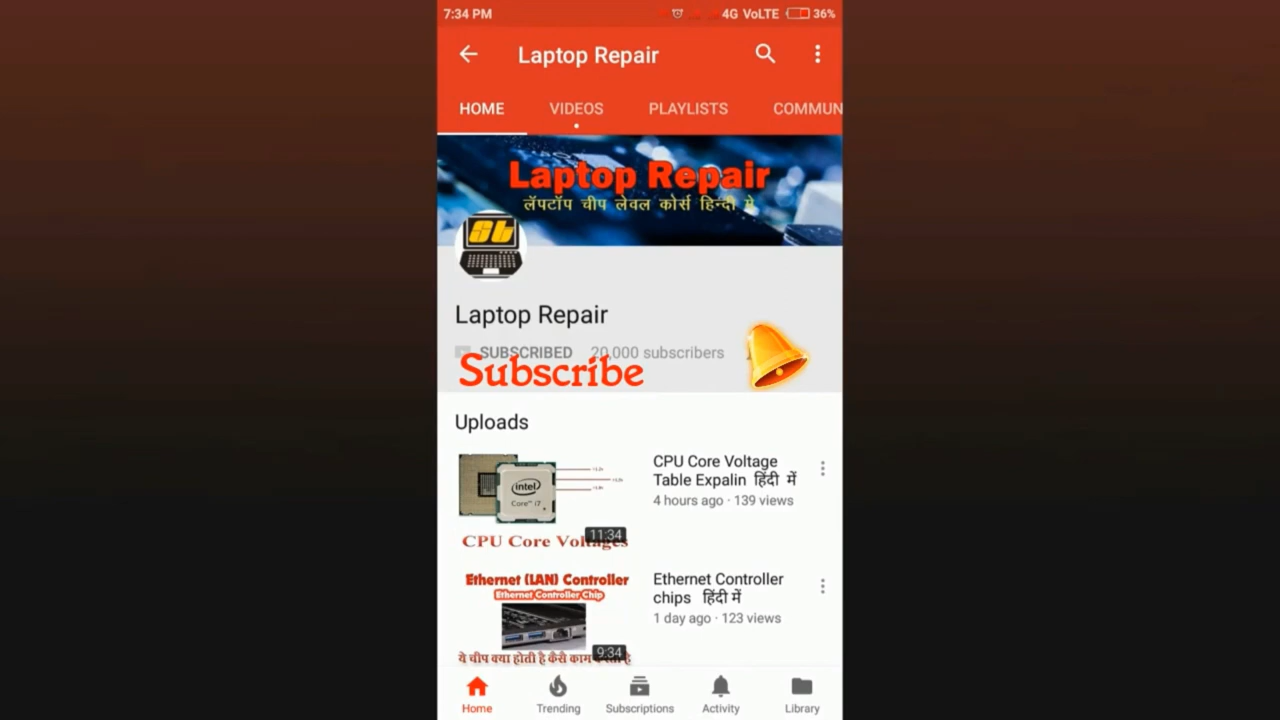 7:34 PM
4G VoLTE 36%
Laptop Repair
HOME VIDEOS PLAYLISTS COMMUN
Laptop Repair
लॅपटॉप चीप लेवल कोर्स हिन्दी मे
St
Laptop Repair
SUBSCRIBED 20,000 subscribers
Subscribe
Uploads
CPU Core Voltage
Table Expalin हिंदी में
4 hours ago · 139 views
intel
Core™ i7
11:34
CPU Core Voltages
Ethernet Controller
chips हिंदी में
1 day ago · 123 views
Ethernet (LAN) Controller
Ethernet Controller Chip
9:34
ये चीप क्या होती है कैसे काम करती है
Home Trending Subscriptions Activity Library